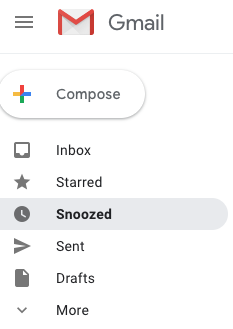 Gmail
Compose
Inbox
Starred
Snoozed
Sent
Drafts
More